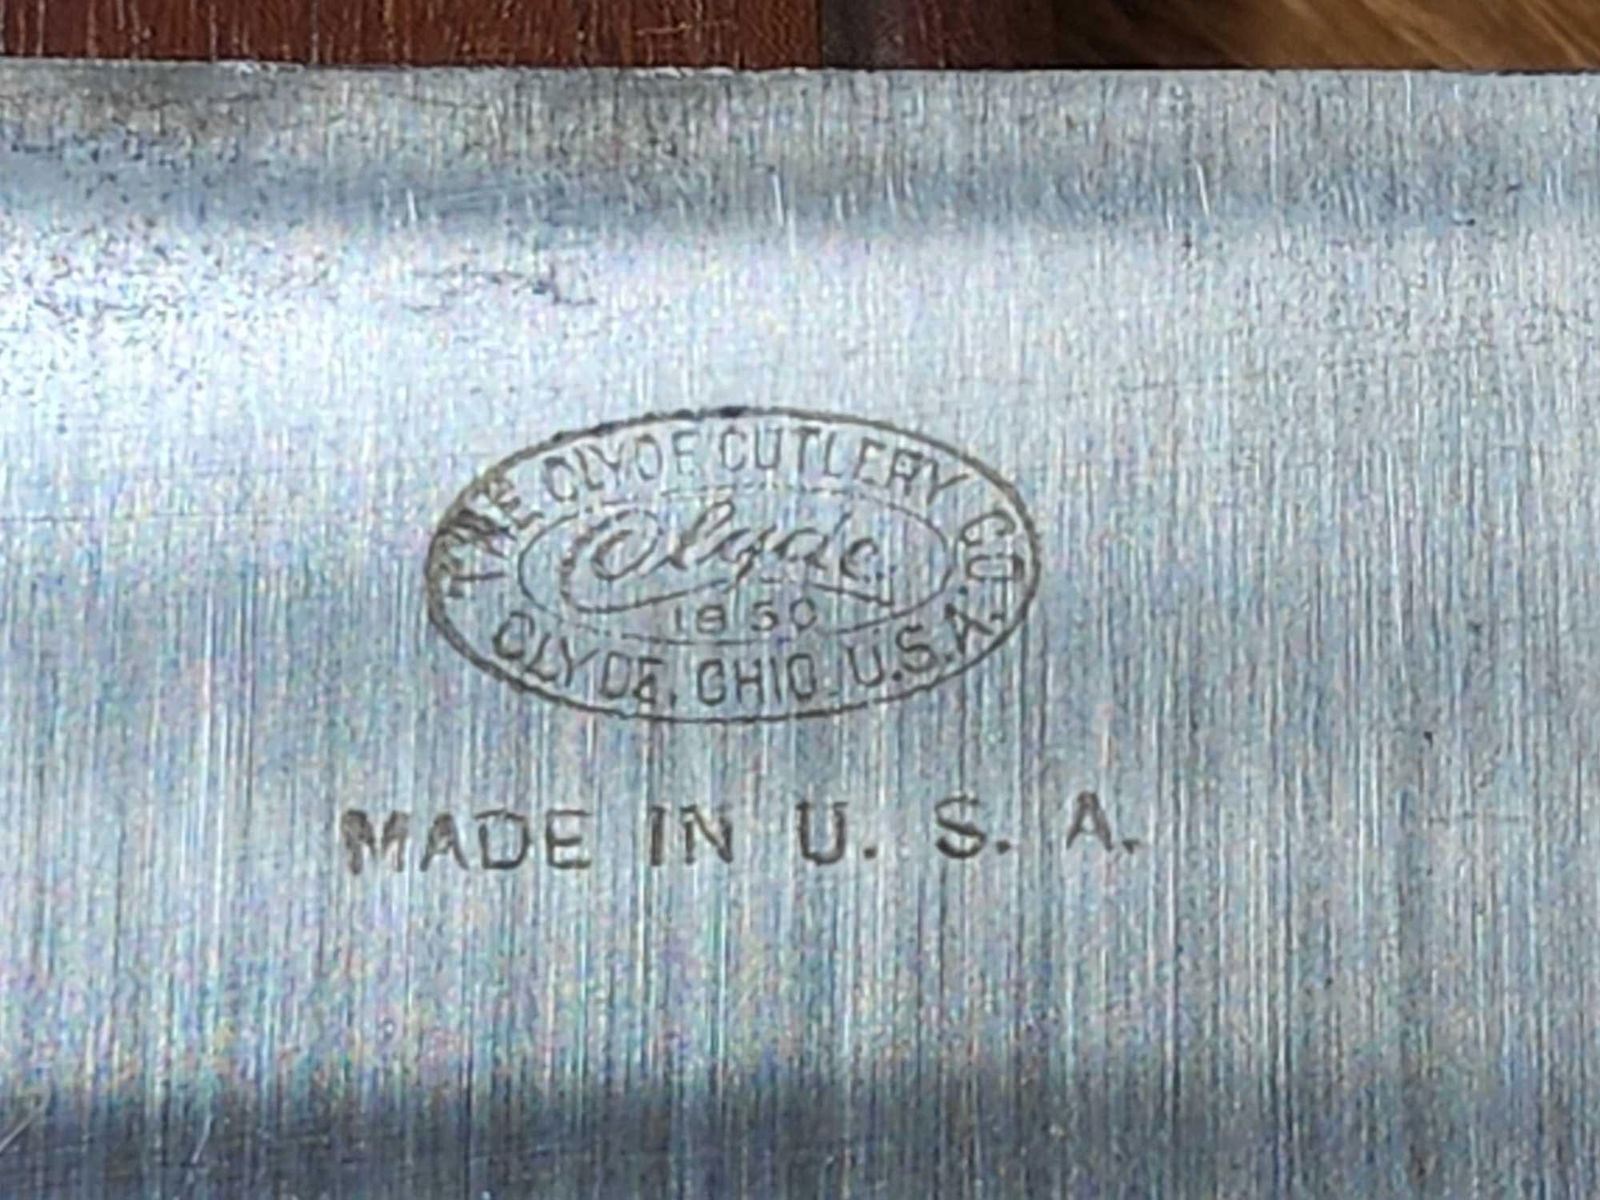 THE CLYDE CUTLERY CO.
Clyde
1850
CLYDE, OHIO. U.S.A.
MADE IN U. S. A.